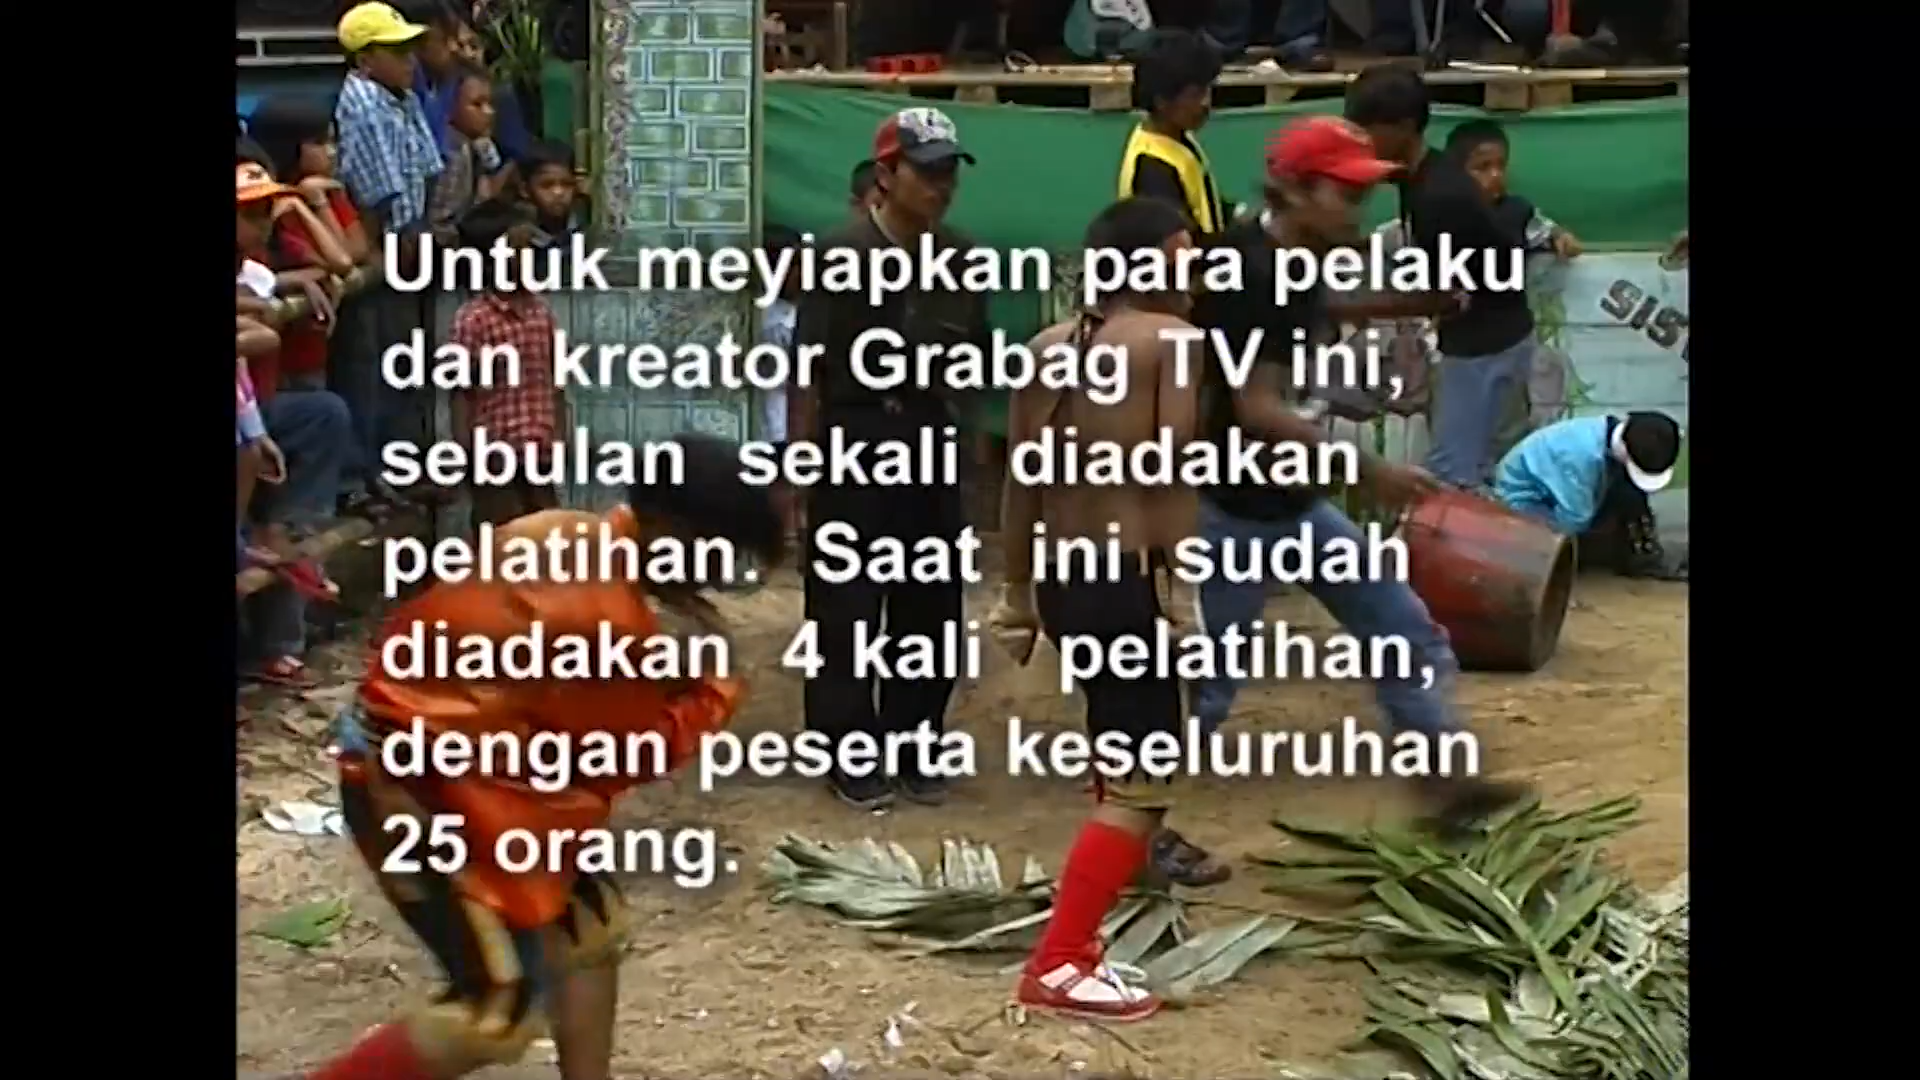 Untuk meyiapkan para pelaku
dan kreator Grabag TV ini,
sebulan sekali diadakan
pelatihan. Saat ini sudah
diadakan 4 kali pelatihan,
dengan peserta keseluruhan
25 orang.
SIS